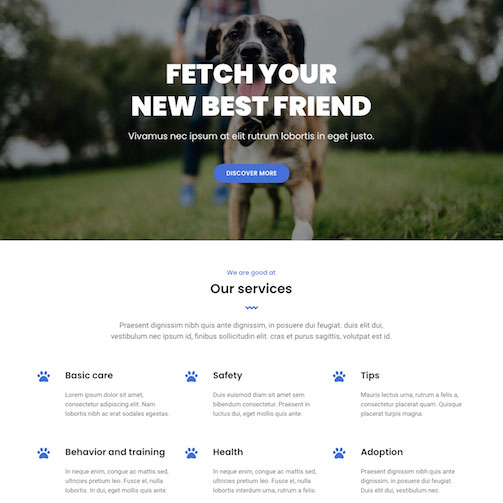 FETCH YOUR
NEW BEST FRIEND
Vivamus nec ipsum at elit rutrum lobortis in eget justo.
DISCOVER MORE
We are good at
Our services
Praesent dignissim nibh quis ante dignissim, in posuere dui feugiat. duis elit dui,
vestibulum nec ipsum id, finibus sollicitudin elit. cras et purus sagittis, volutpat est id.
Basic care
Lorem ipsum dolor sit amet,
consectetur adipiscing elit. Nam
lobortis nibh ac erat sodales egestas.
Safety
Duis euismod diam sit amet sem
bibendum consectetur. Praesent in
luctus dui, eget mollis quis ante.
Tips
Mauris lectus urna, rutrum a felis a,
consectetur placerat quam. Quisque
placerat turpis magna.
Behavior and training
In neque enim, congue ac mattis sed,
ultricies pretium leo. Fusce in nulla
lobortis. In dui, eget mollis quis ante.
Health
In neque enim, congue ac mattis sed,
ultricies pretium leo. Fusce in nulla
lobortis interdum urna, rutrum a felis.
Adoption
Praesent dignissim nibh quis ante
dignissim, in posuere dui feugiat.
Duis elit dui, vestibulum nec.